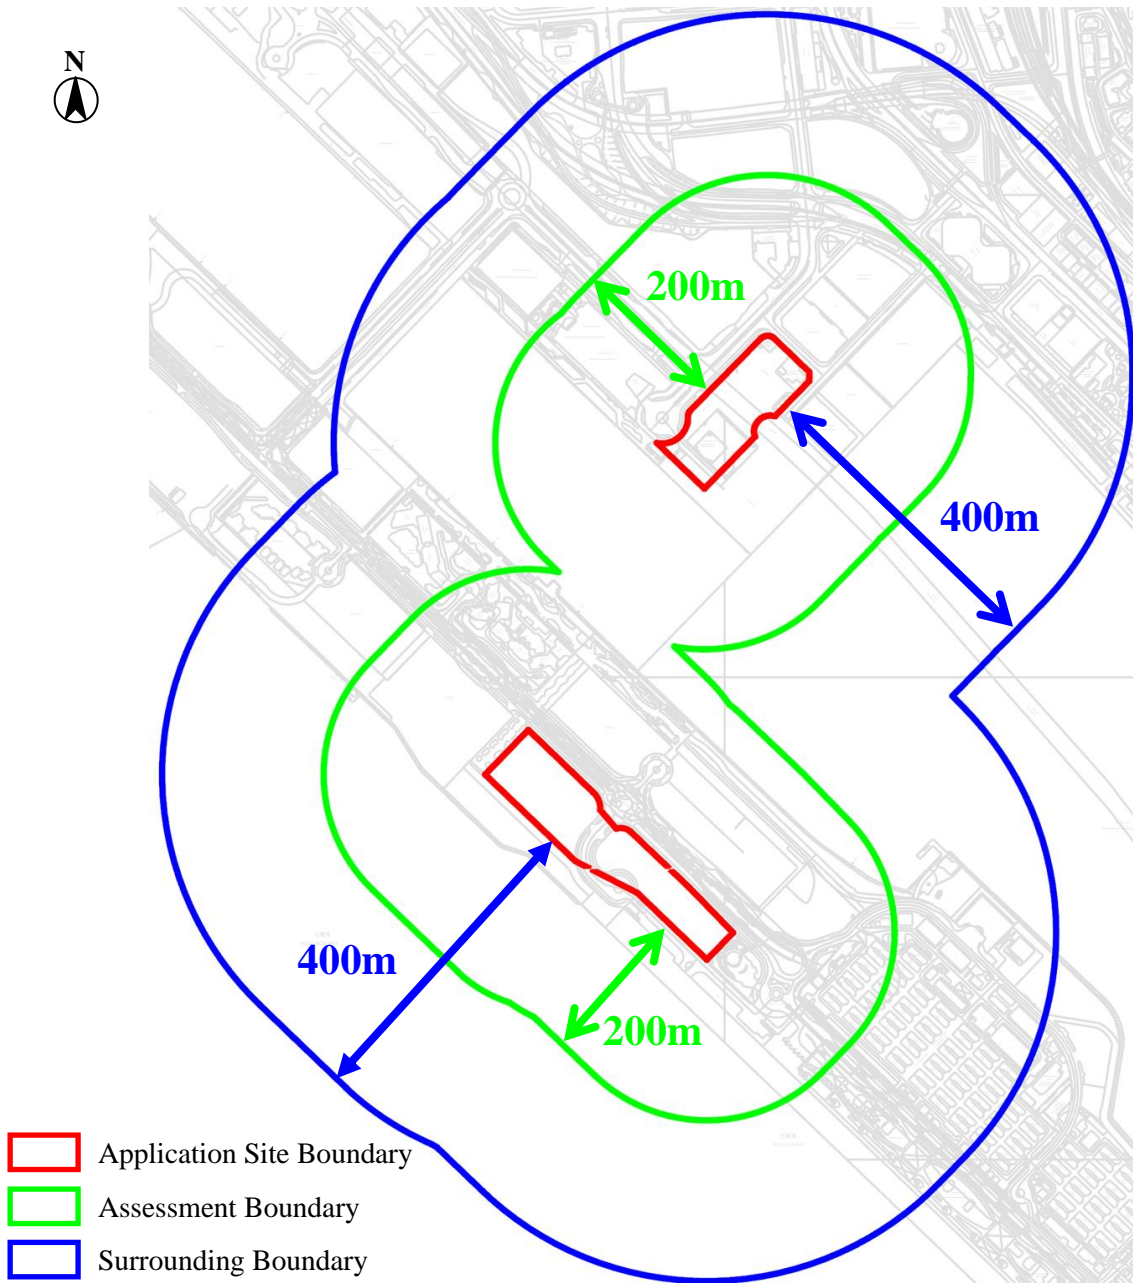 N
200m
400m
400m
200m
Application Site Boundary
Assessment Boundary
Surrounding Boundary